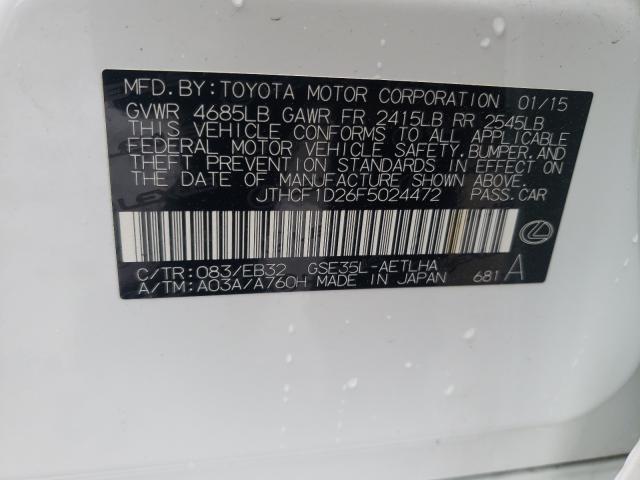 MFD.BY:TOYOTA MOTOR CORPORATION 01/15
GVWR 4685LB GAWR FR 2415LB RR 2545LB
THIS VEHICLE CONFORMS TO ALL APPLICABLE
FEDERAL MOTOR VEHICLE SAFETY,BUMPER,AND
THEFT PREVENTION STANDARDS IN EFFECT ON
THE DATE OF MANUFACTURE SHOWN ABOVE.
JTHCF1D26F5024472 PASS.CAR
C/TR:083/EB32 GSE35L-AETLHA
A/TM:A03A/A760H MADE IN JAPAN 681 A